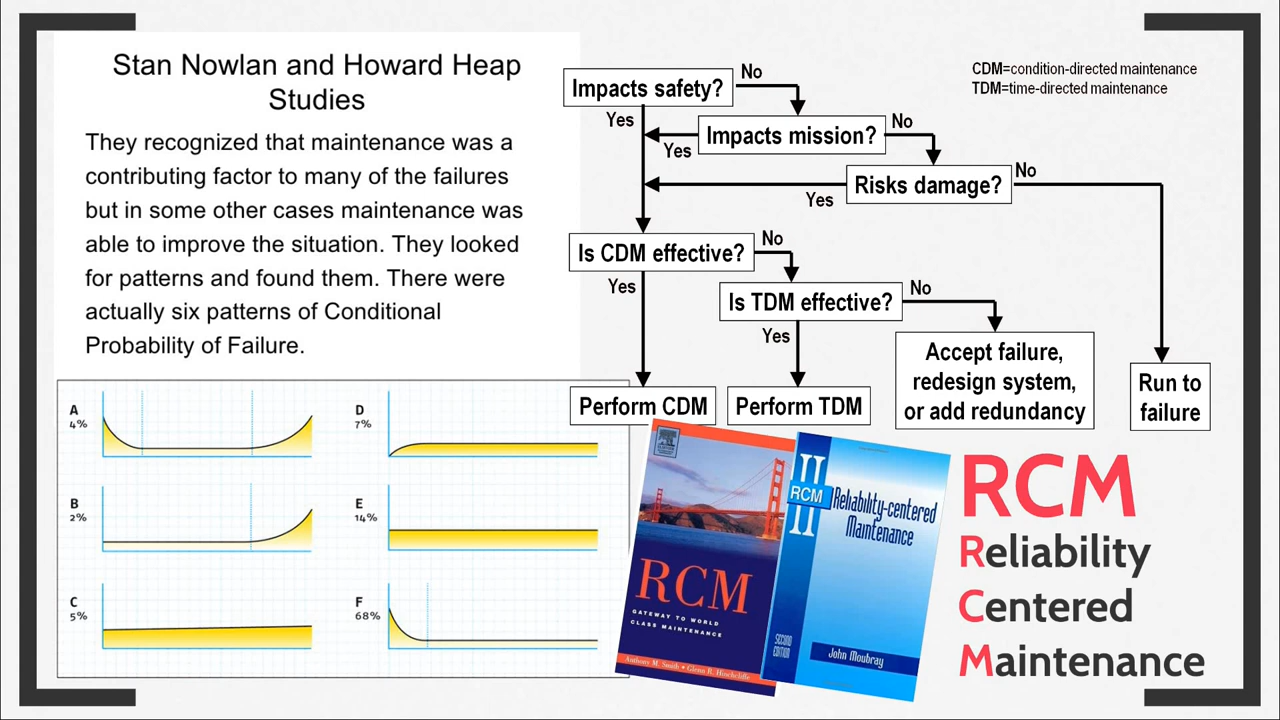 Stan Nowlan and Howard Heap
Studies
They recognized that maintenance was a
contributing factor to many of the failures
but in some other cases maintenance was
able to improve the situation. They looked
for patterns and found them. There were
actually six patterns of Conditional
Probability of Failure.
A
4%
B
2%
C
5%
D
7%
E
14%
F
68%
CDM=condition-directed maintenance
TDM=time-directed maintenance
Impacts safety?
No
Yes
Impacts mission?
No
Yes
Risks damage?
No
Yes
Is CDM effective?
No
Yes
Is TDM effective?
No
Yes
Accept failure,
redesign system,
or add redundancy
Run to
failure
Perform CDM
Perform TDM
RCM
GATEWAY TO WORLD
CLASS MAINTENANCE
Anthony M. Smith • Glenn R. Hinchcliffe
II
RCM
II
Reliability-centered
Maintenance
SECOND
EDITION
John Moubray
RCM
Reliability
Centered
Maintenance